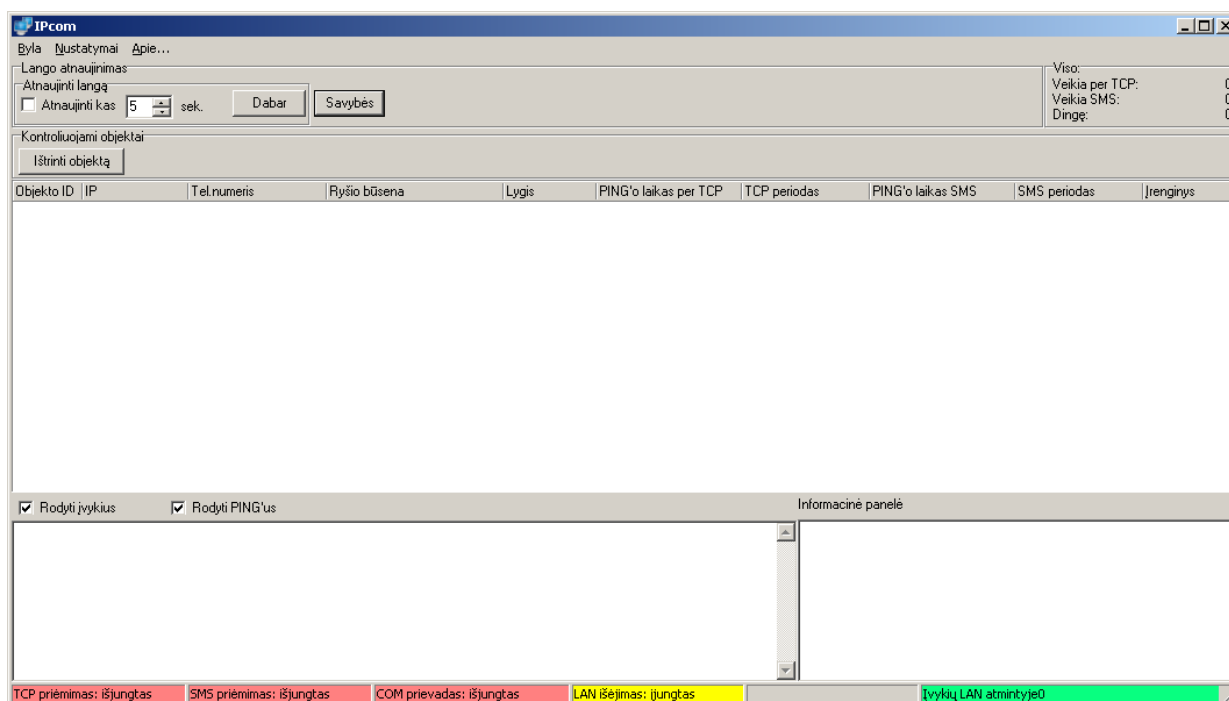 IPcom
Byla Nustatymai Apie...
Lango atnaujinimas
Atnaujinti langą
Atnaujinti kas 5 sek. Dabar Savybės
Viso:
Veikia per TCP: 0
Veikia SMS: 0
Dingę: 0
Kontroliuojami objektai
Ištrinti objektą
Objekto ID IP Tel.numeris Ryšio būsena Lygis PING'o laikas per TCP TCP periodas PING'o laikas SMS SMS periodas Įrenginys
Rodyti įvykius Rodyti PING'us Informacinė panelė
TCP priėmimas: išjungtas SMS priėmimas: išjungtas COM prievadas: išjungtas LAN išėjimas: įjungtas Įvykių LAN atmintyje0